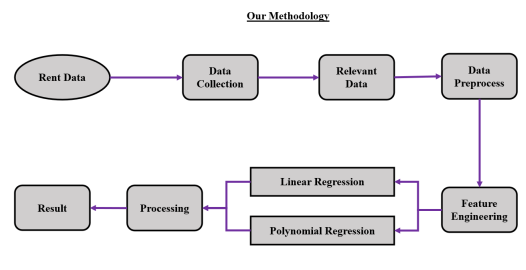 Our Methodology
Rent Data
Data
Collection
Relevant
Data
Data
Preprocess
Feature
Engineering
Linear Regression
Polynomial Regression
Processing
Result